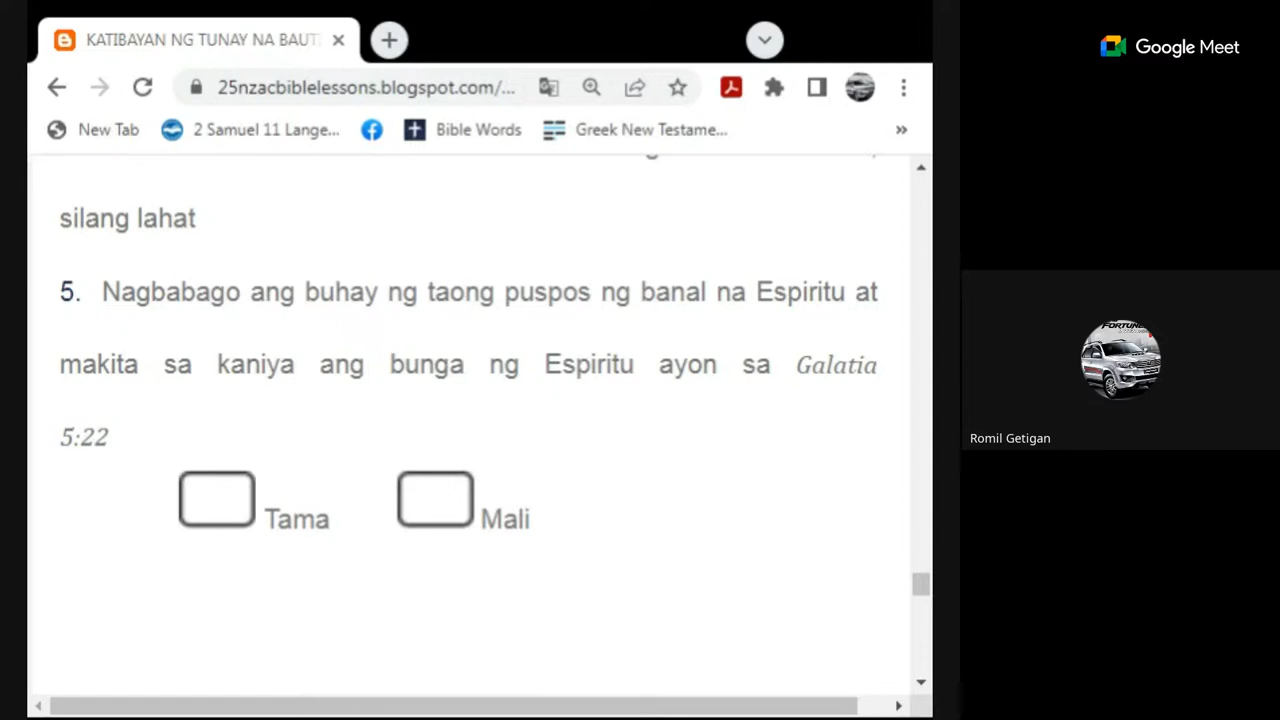 KATIBAYAN NG TUNAY NA BAUT
Google Meet
25nzacbiblelessons.blogspot.com/...
New Tab
2 Samuel 11 Lange...
Bible Words
Greek New Testame...
»
silang lahat
5. Nagbabago ang buhay ng taong puspos ng banal na Espiritu at
makita sa kaniya ang bunga ng Espiritu ayon sa Galatia
5:22
Tama
Mali
FORTUNER
Romil Getigan